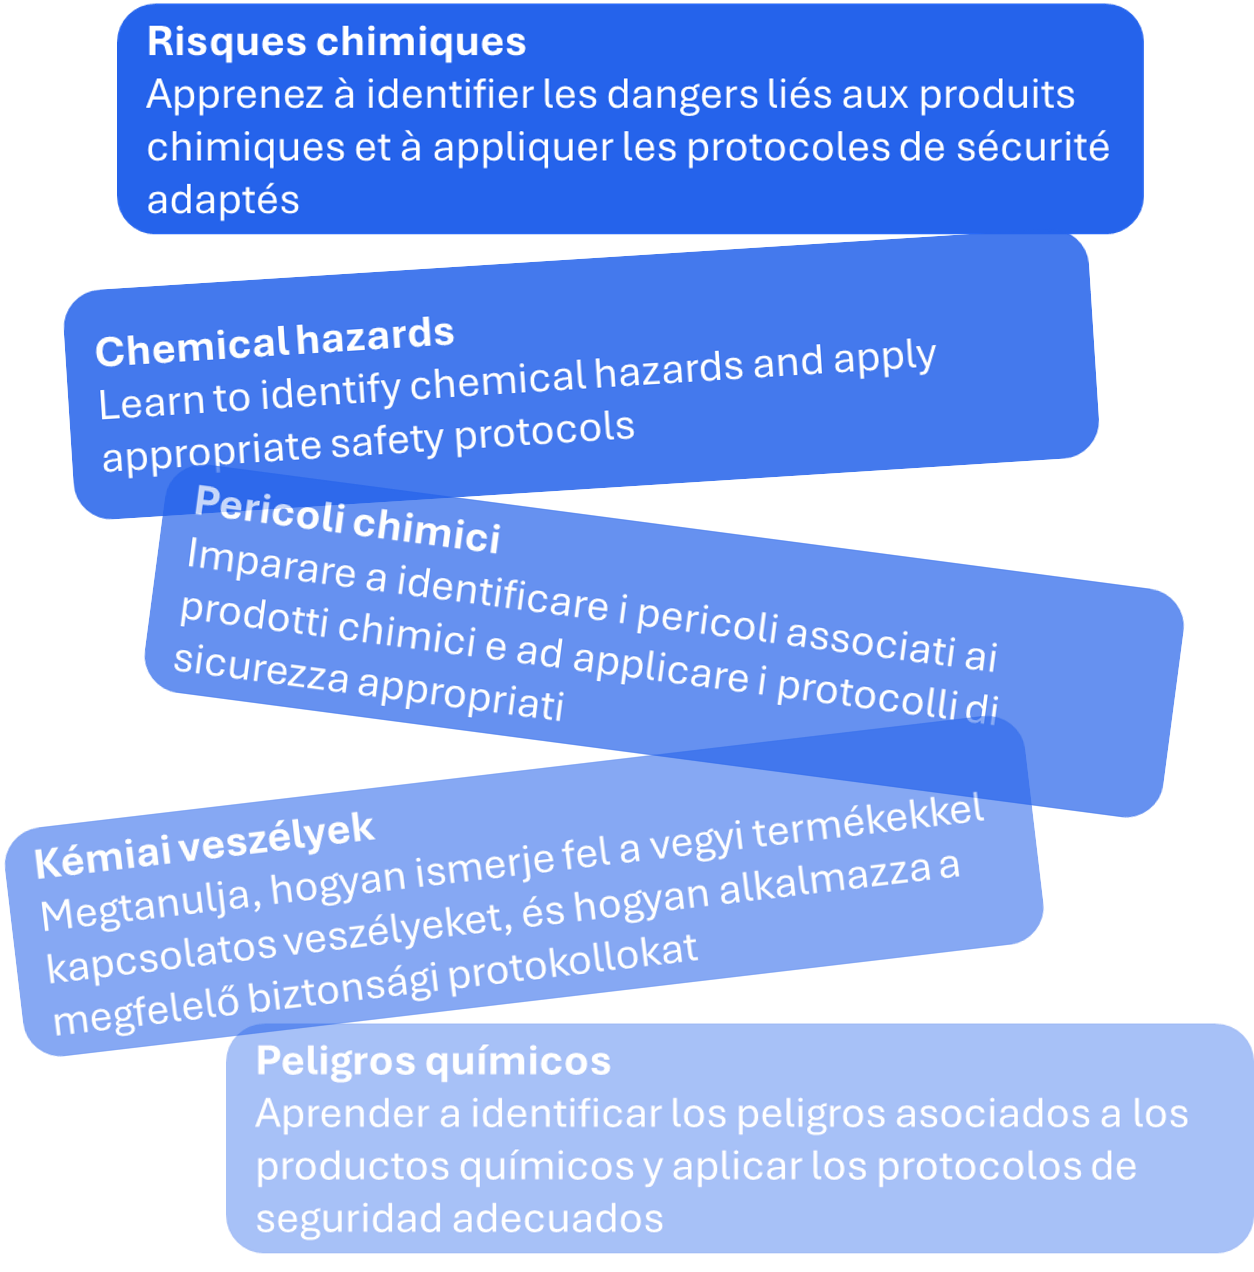 Risques chimiques
Apprenez à identifier les dangers liés aux produits
chimiques et à appliquer les protocoles de sécurité
adaptés
Chemical hazards
Learn to identify chemical hazards and apply
appropriate safety protocols
Pericoli chimici
Imparare a identificare i pericoli associati ai
prodotti chimici e ad applicare i protocolli di
sicurezza appropriati
Kémiai veszélyek
Megtanulja, hogyan ismerje fel a vegyi termékekkel
kapcsolatos veszélyeket, és hogyan alkalmazza a
megfelelő biztonsági protokollokat
Peligros químicos
Aprender a identificar los peligros asociados a los
productos químicos y aplicar los protocolos de
seguridad adecuados